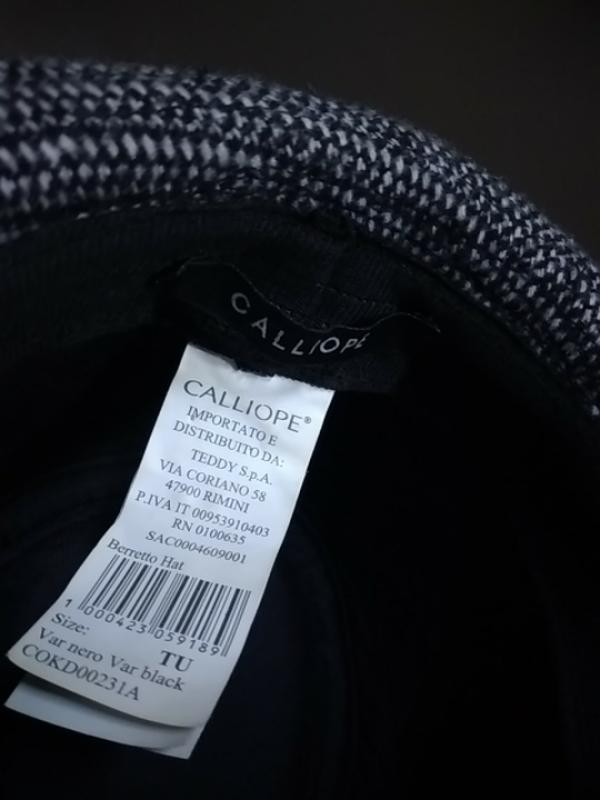 CALLIOPE
CALLIOPE®
IMPORTATO E
DISTRIBUITO DA:
TEDDY S.p.A.
VIA CORIANO 58
47900 RIMINI
P.IVA IT 00953910403
RN 0100635
SAC0004609001
Berretto Hat
1 000423 059189
Size: TU
Var nero Var black
COKD00231A